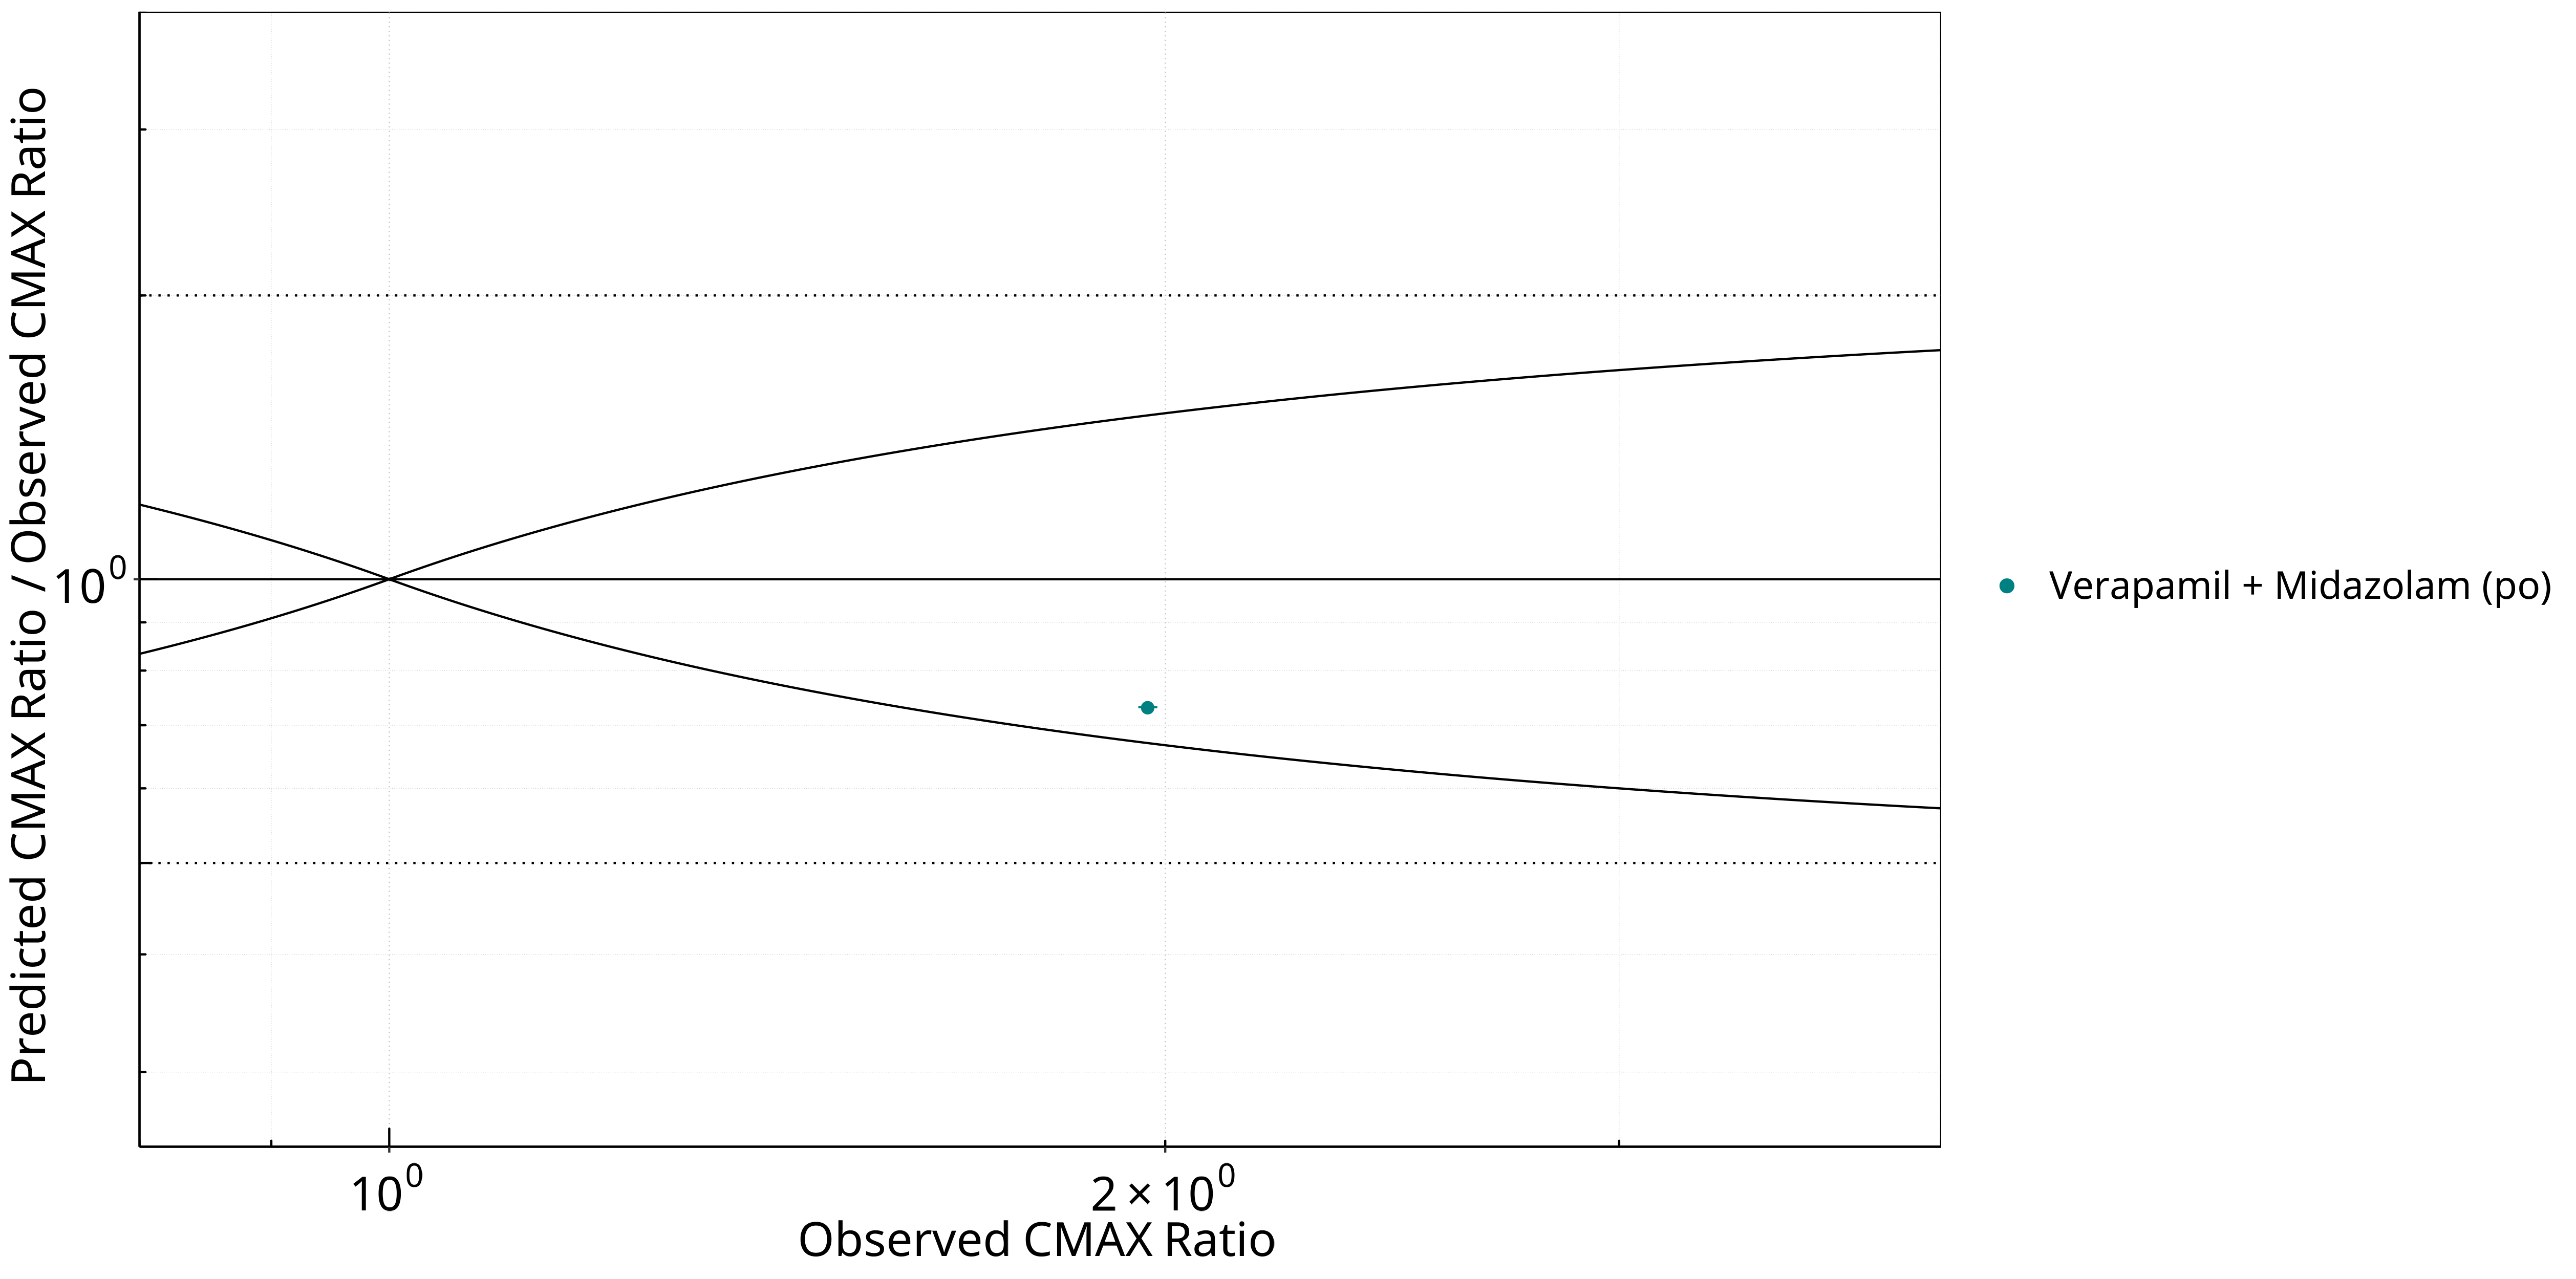 Predicted CMAX Ratio / Observed CMAX Ratio
10⁰
10⁰
2 × 10⁰
Observed CMAX Ratio
Verapamil + Midazolam (po)